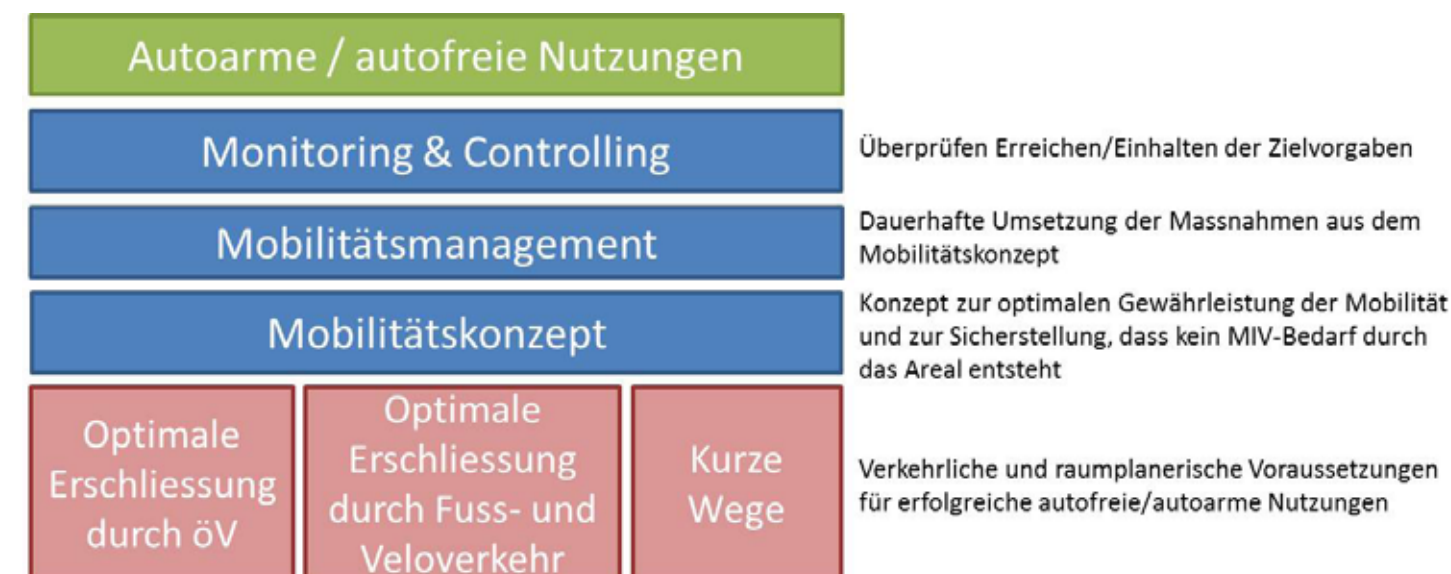 Autoarme / autofreie Nutzungen
Monitoring & Controlling
Überprüfen Erreichen/Einhalten der Zielvorgaben
Mobilitätsmanagement
Dauerhafte Umsetzung der Massnahmen aus dem
Mobilitätskonzept
Mobilitätskonzept
Konzept zur optimalen Gewährleistung der Mobilität
und zur Sicherstellung, dass kein MIV-Bedarf durch
das Areal entsteht
Optimale
Erschliessung
durch öV
Optimale
Erschliessung
durch Fuss- und
Veloverkehr
Kurze
Wege
Verkehrliche und raumplanerische Voraussetzungen
für erfolgreiche autofreie/autoarme Nutzungen